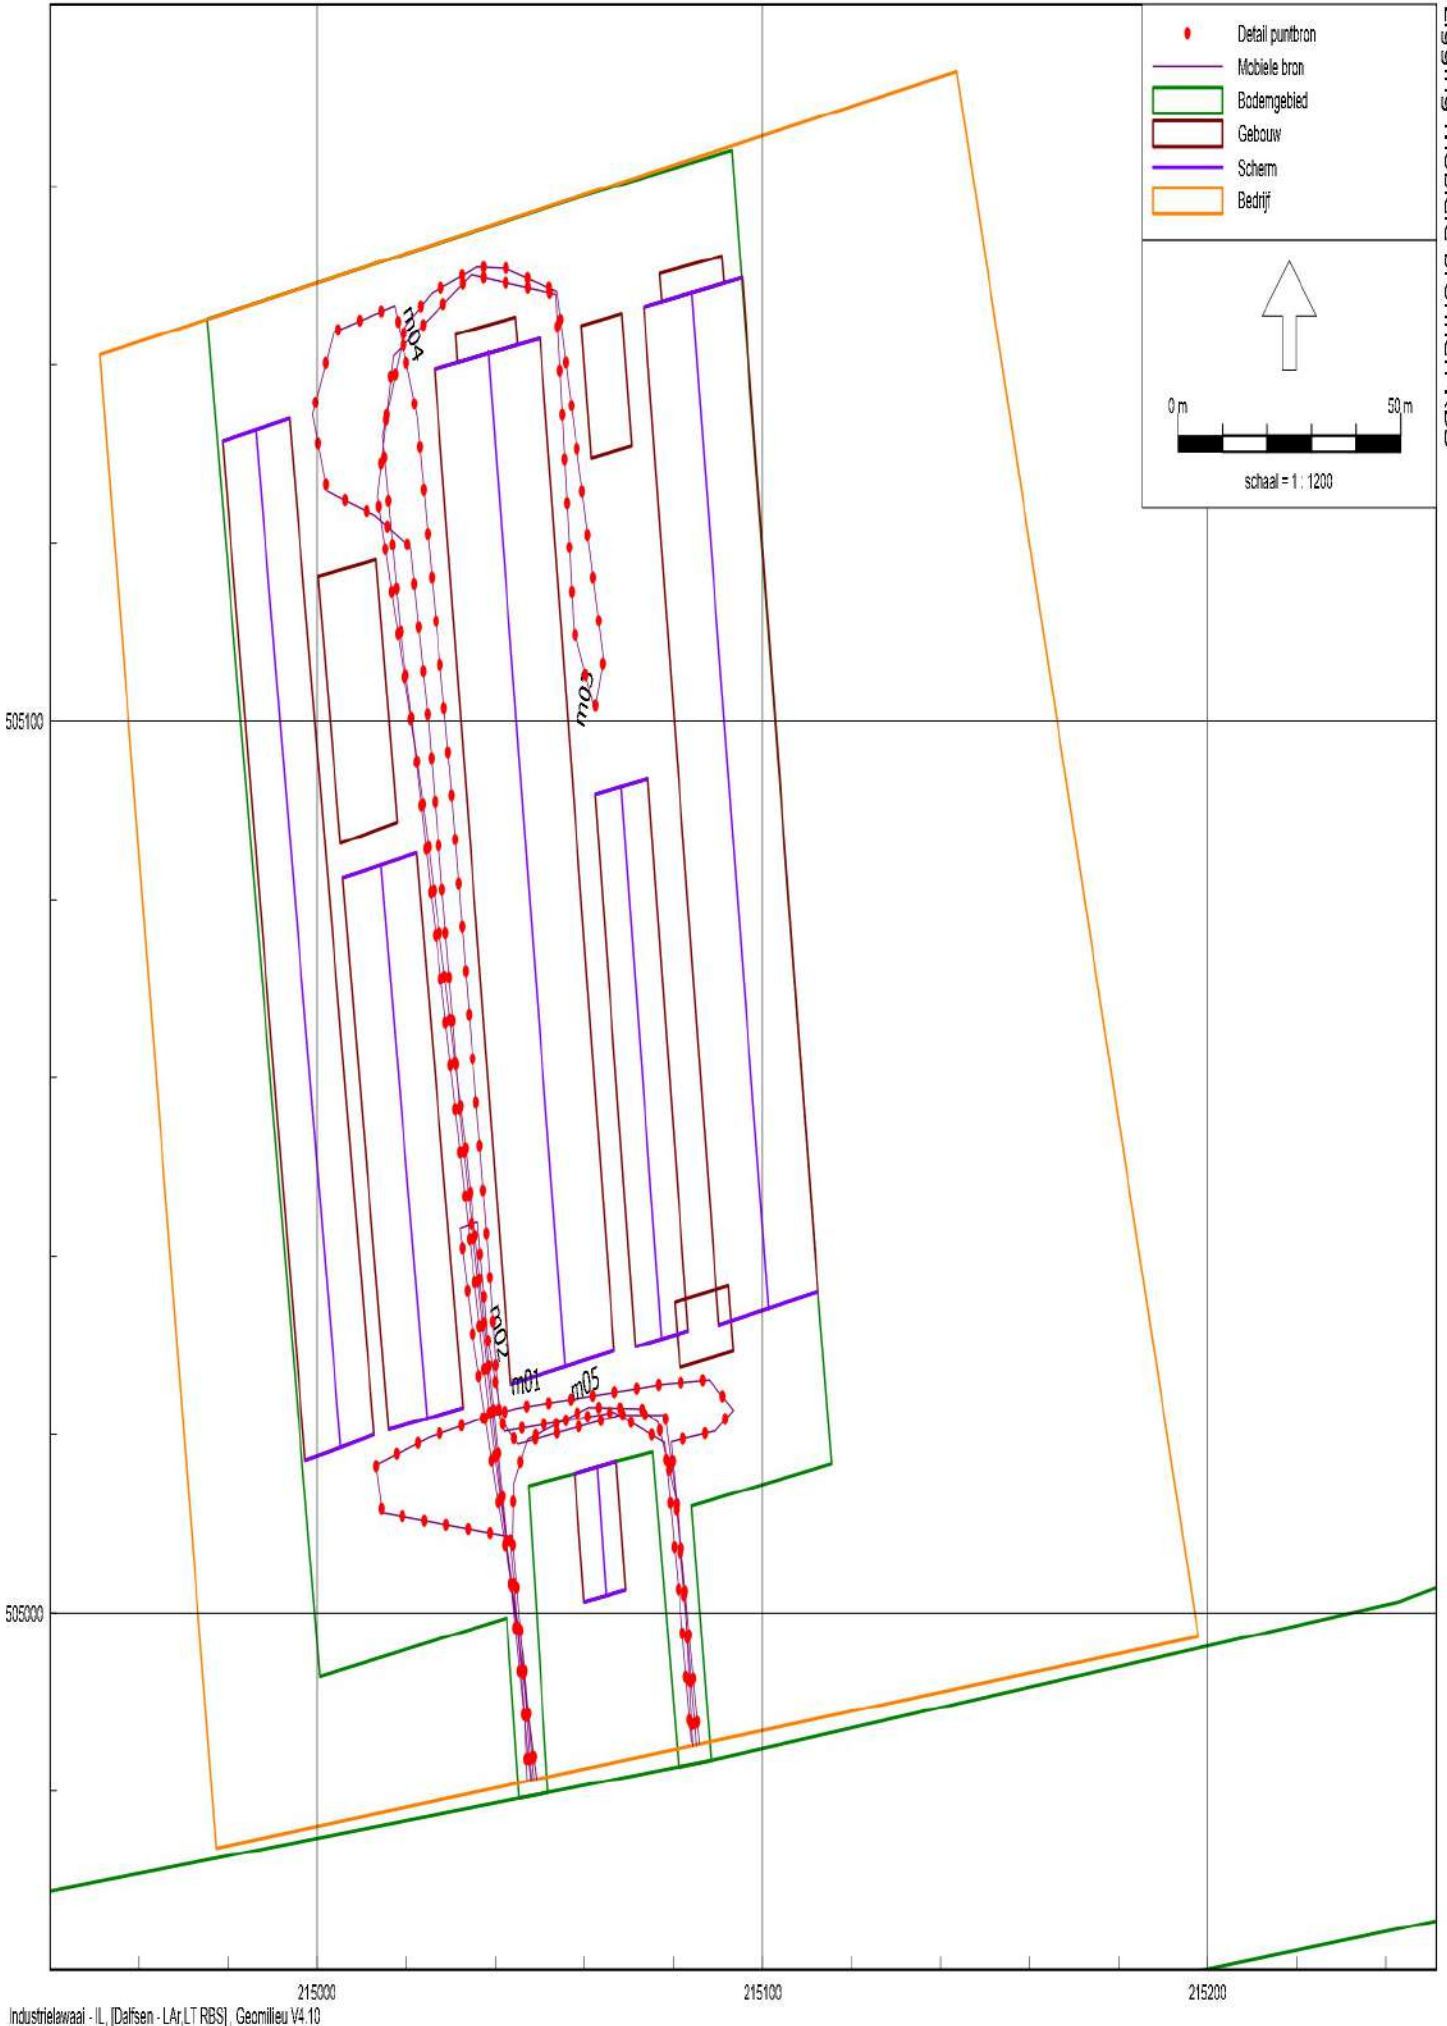 Detail puntbron
Mobiele bron
Bodemgebied
Gebouw
Scherm
Bedrijf
0 m
50 m
schaal = 1 : 1200
m04
m03
505100
m02
m01
m05
505000
215000
215100
215200
Industrielawaai - IL, [Dalfsen - LAr,LT RBS] , Geomilieu V4.10